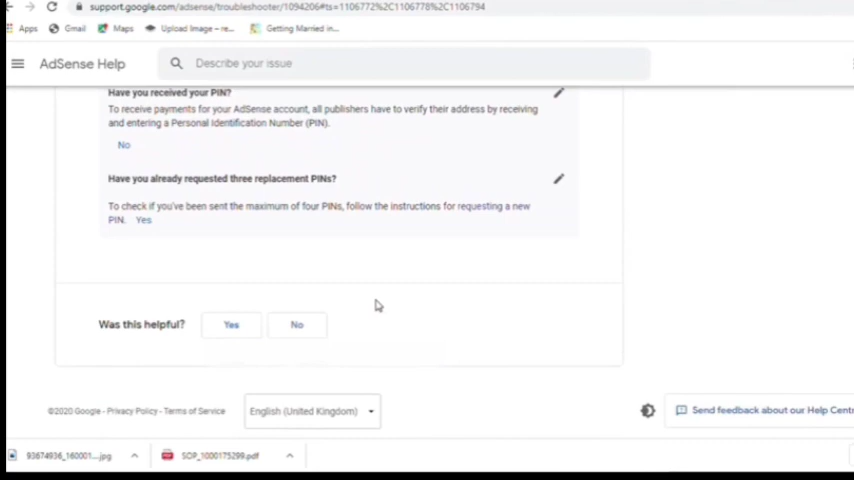 support.google.com/adsense/troubleshooter/1094206#ts=1106772%2C1106778%2C1106794
Apps Gmail Maps Upload Image – re... Getting Married in...
AdSense Help Describe your issue
Have you received your PIN?
To receive payments for your AdSense account, all publishers have to verify their address by receiving
and entering a Personal Identification Number (PIN).
No
Have you already requested three replacement PINs?
To check if you've been sent the maximum of four PINs, follow the instructions for requesting a new
PIN. Yes
Was this helpful? Yes No
©2020 Google - Privacy Policy - Terms of Service English (United Kingdom) Send feedback about our Help Cent
93674936_160001....jpg SOP_1000175299.pdf